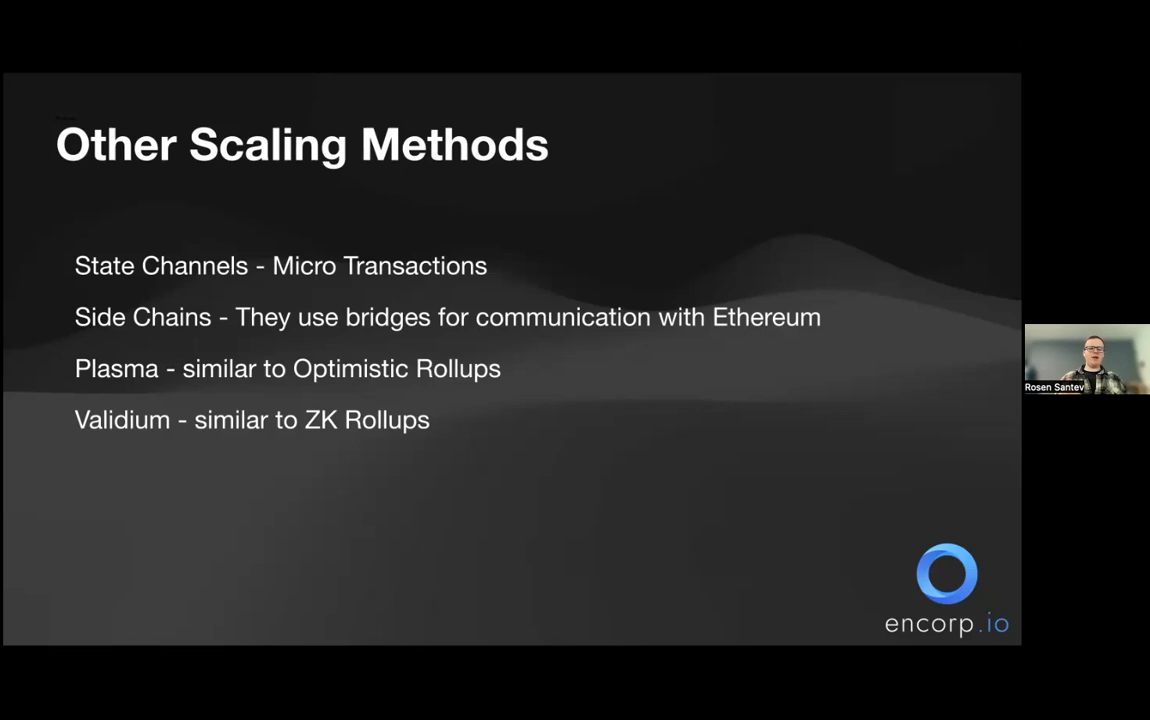 Other Scaling Methods
State Channels - Micro Transactions
Side Chains - They use bridges for communication with Ethereum
Plasma - similar to Optimistic Rollups
Validium - similar to ZK Rollups
Rosen Santev
encorp.io